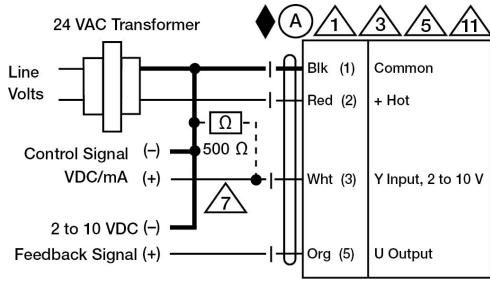 24 VAC Transformer
A 1 3 5 11
Line
Volts
Blk (1) Common
Red (2) + Hot
Ω
500 Ω
Control Signal (–)
VDC/mA (+)
Wht (3) Y Input, 2 to 10 V
7
2 to 10 VDC (–)
Feedback Signal (+)
Org (5) U Output